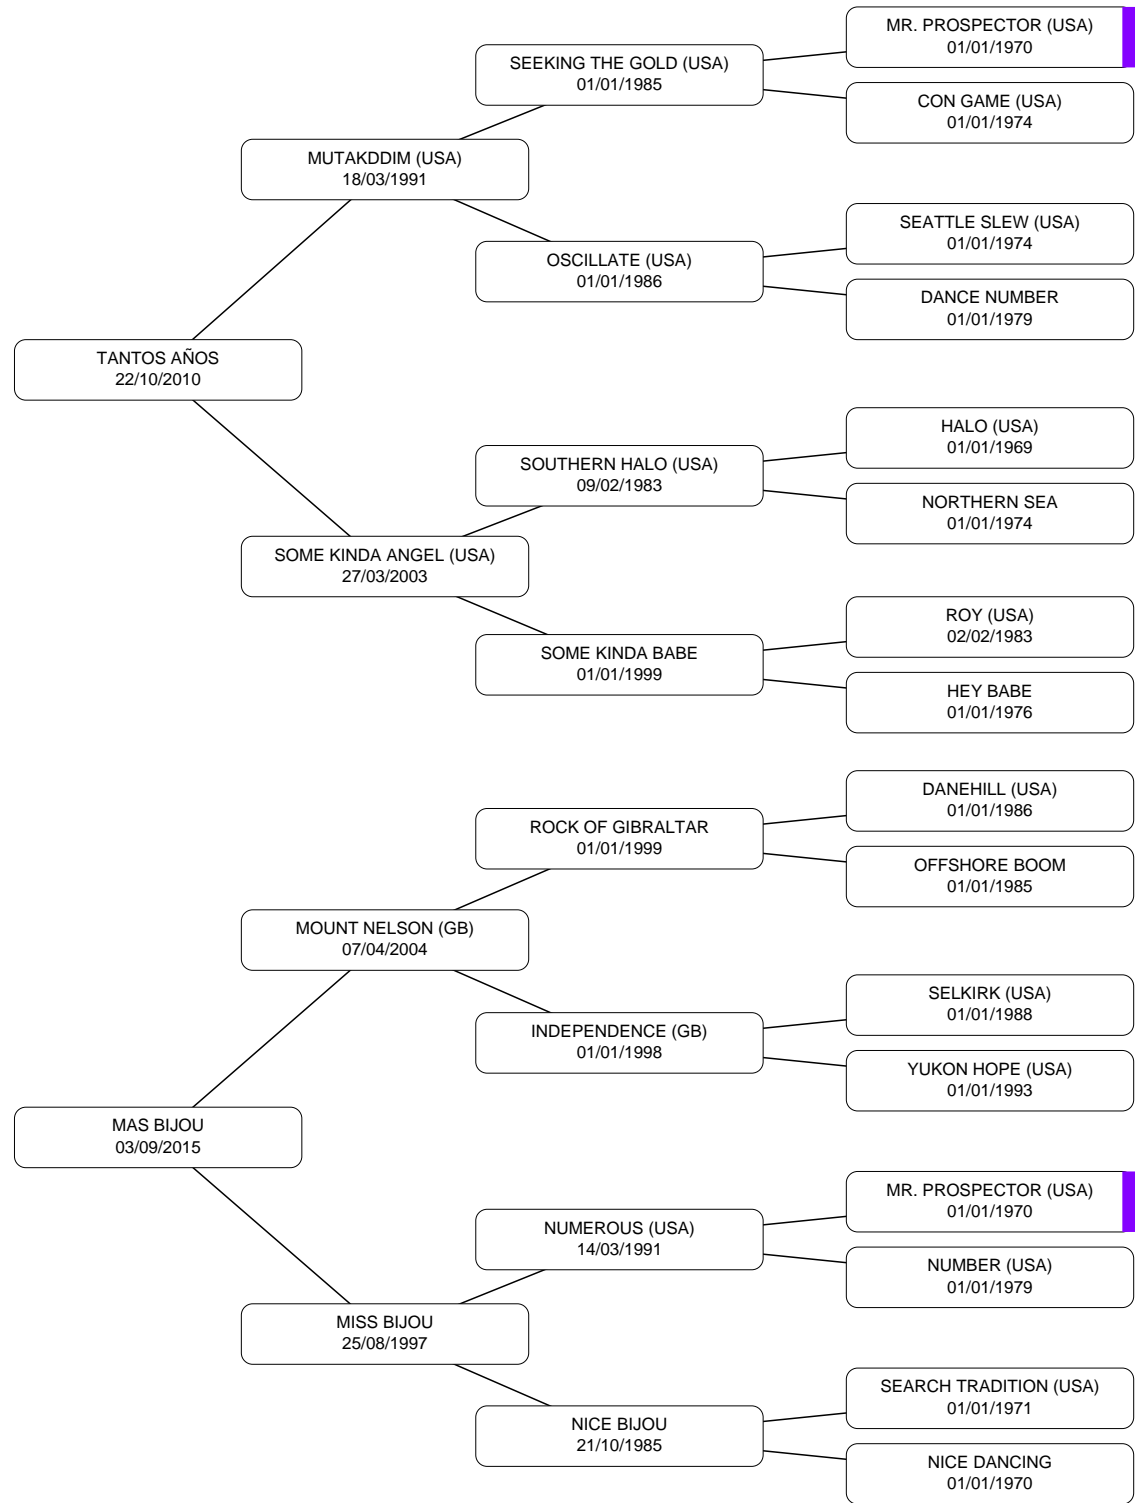 MR. PROSPECTOR (USA)
01/01/1970
SEEKING THE GOLD (USA)
01/01/1985
CON GAME (USA)
01/01/1974
MUTAKDDIM (USA)
18/03/1991
SEATTLE SLEW (USA)
01/01/1974
OSCILLATE (USA)
01/01/1986
DANCE NUMBER
01/01/1979
TANTOS AÑOS
22/10/2010
HALO (USA)
01/01/1969
SOUTHERN HALO (USA)
09/02/1983
NORTHERN SEA
01/01/1974
SOME KINDA ANGEL (USA)
27/03/2003
ROY (USA)
02/02/1983
SOME KINDA BABE
01/01/1999
HEY BABE
01/01/1976
DANEHILL (USA)
01/01/1986
ROCK OF GIBRALTAR
01/01/1999
OFFSHORE BOOM
01/01/1985
MOUNT NELSON (GB)
07/04/2004
SELKIRK (USA)
01/01/1988
INDEPENDENCE (GB)
01/01/1998
YUKON HOPE (USA)
01/01/1993
MAS BIJOU
03/09/2015
MR. PROSPECTOR (USA)
01/01/1970
NUMEROUS (USA)
14/03/1991
NUMBER (USA)
01/01/1979
MISS BIJOU
25/08/1997
SEARCH TRADITION (USA)
01/01/1971
NICE BIJOU
21/10/1985
NICE DANCING
01/01/1970